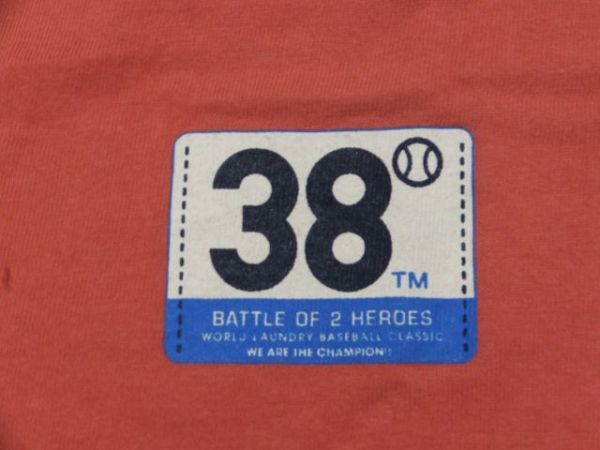 38
TM
BATTLE OF 2 HEROES
WORLD LAUNDRY BASEBALL CLASSIC
WE ARE THE CHAMPION!!